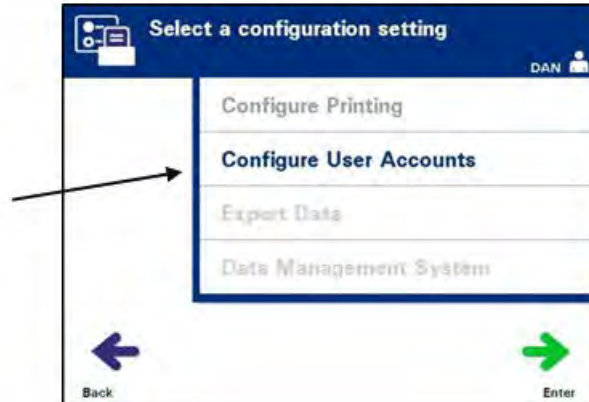 Select a configuration setting
DAN
Configure Printing
Configure User Accounts
Export Data
Data Management System
Back
Enter